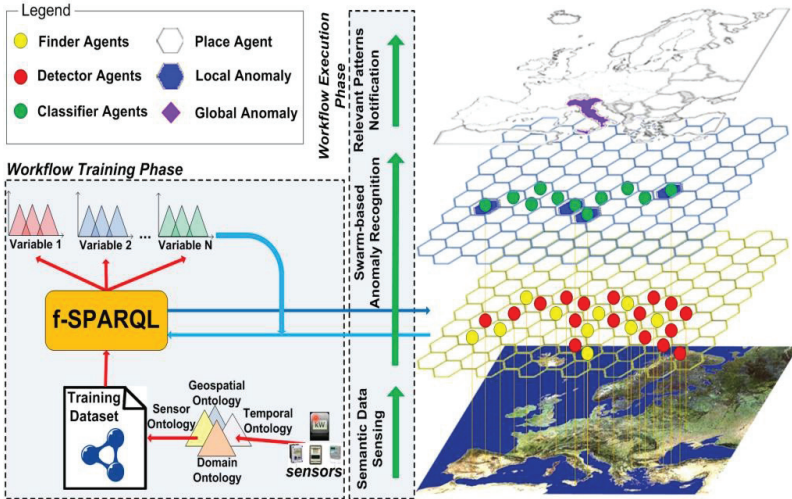 Legend
Finder Agents
Place Agent
Detector Agents
Local Anomaly
Classifier Agents
Global Anomaly
Workflow Training Phase
Variable 1
Variable 2
...
Variable N
f-SPARQL
Training
Dataset
Geospatial
Ontology
Sensor
Ontology
Temporal
Ontology
Domain
Ontology
kW
sensors
Workflow Execution
Phase
Relevant Patterns
Notification
Swarm-based
Anomaly Recognition
Semantic Data
Sensing